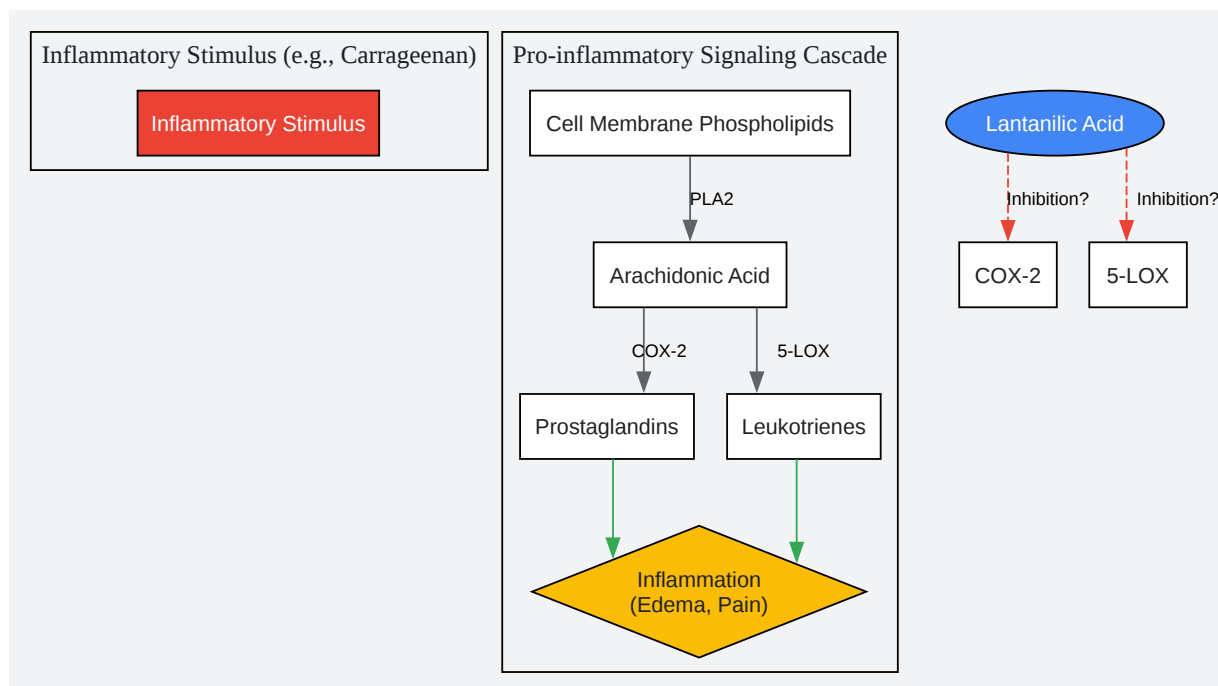 Inflammatory Stimulus (e.g., Carrageenan)
Inflammatory Stimulus
Pro-inflammatory Signaling Cascade
Cell Membrane Phospholipids
PLA2
Arachidonic Acid
COX-2
5-LOX
Prostaglandins
Leukotrienes
Inflammation
(Edema, Pain)
Lantanilic Acid
Inhibition?
Inhibition?
COX-2
5-LOX